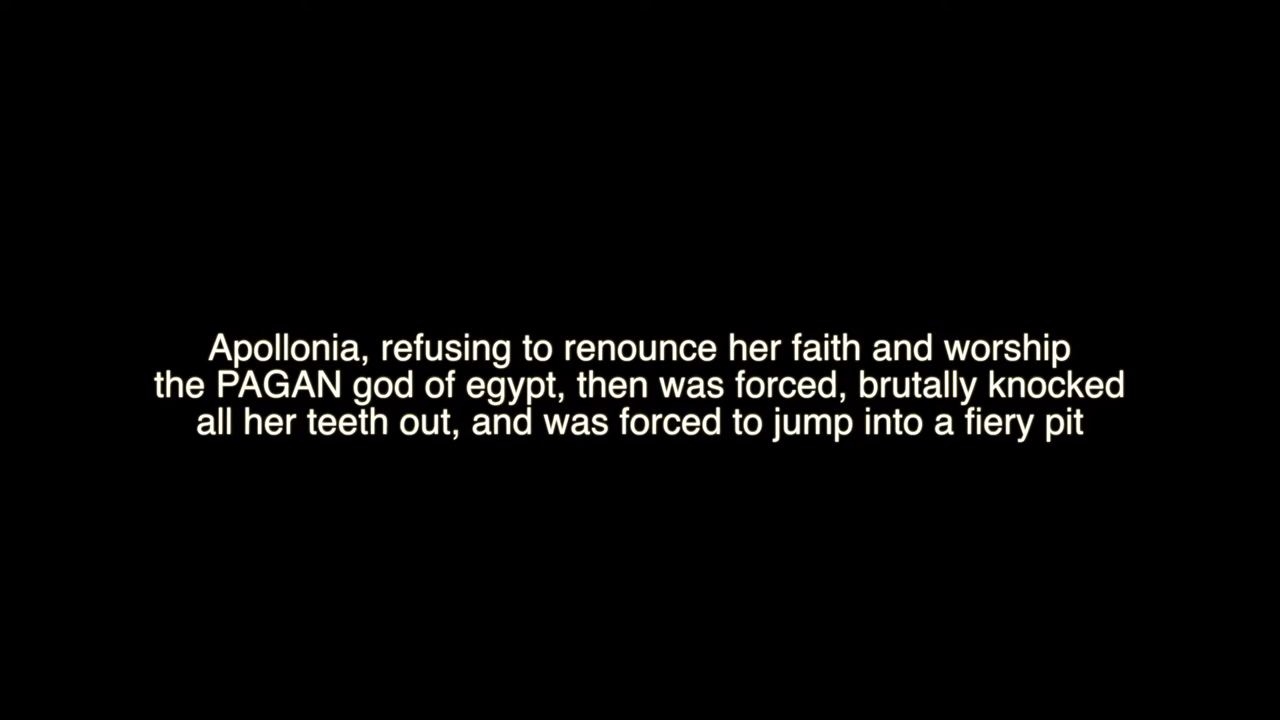 Apollonia, refusing to renounce her faith and worship
the PAGAN god of egypt, then was forced, brutally knocked
all her teeth out, and was forced to jump into a fiery pit